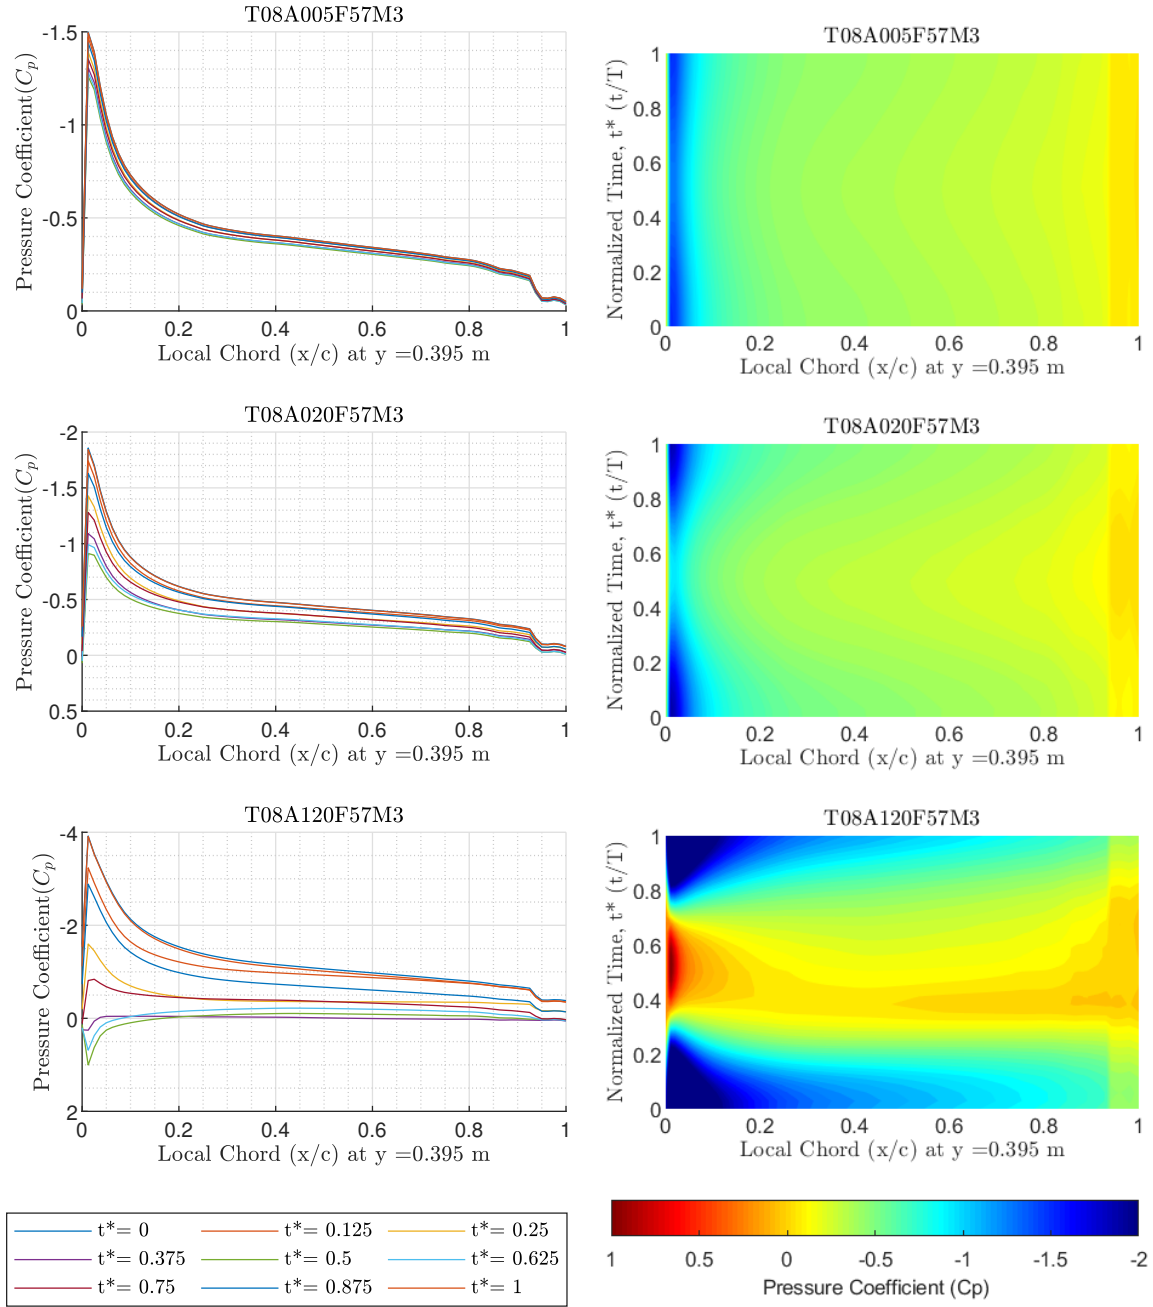 T08A005F57M3
-1.5
-1
-0.5
0
Pressure Coefficient(Cp)
0 0.2 0.4 0.6 0.8 1
Local Chord (x/c) at y =0.395 m
T08A005F57M3
1
0.8
0.6
0.4
0.2
0
Normalized Time, t* (t/T)
0 0.2 0.4 0.6 0.8 1
Local Chord (x/c) at y =0.395 m
T08A020F57M3
-2
-1.5
-1
-0.5
0
0.5
Pressure Coefficient(Cp)
0 0.2 0.4 0.6 0.8 1
Local Chord (x/c) at y =0.395 m
T08A020F57M3
1
0.8
0.6
0.4
0.2
0
Normalized Time, t* (t/T)
0 0.2 0.4 0.6 0.8 1
Local Chord (x/c) at y =0.395 m
T08A120F57M3
-4
-2
0
2
Pressure Coefficient(Cp)
0 0.2 0.4 0.6 0.8 1
Local Chord (x/c) at y =0.395 m
T08A120F57M3
1
0.8
0.6
0.4
0.2
0
Normalized Time, t* (t/T)
0 0.2 0.4 0.6 0.8 1
Local Chord (x/c) at y =0.395 m
t*= 0 t*= 0.125 t*= 0.25
t*= 0.375 t*= 0.5 t*= 0.625
t*= 0.75 t*= 0.875 t*= 1
1 0.5 0 -0.5 -1 -1.5 -2
Pressure Coefficient (Cp)